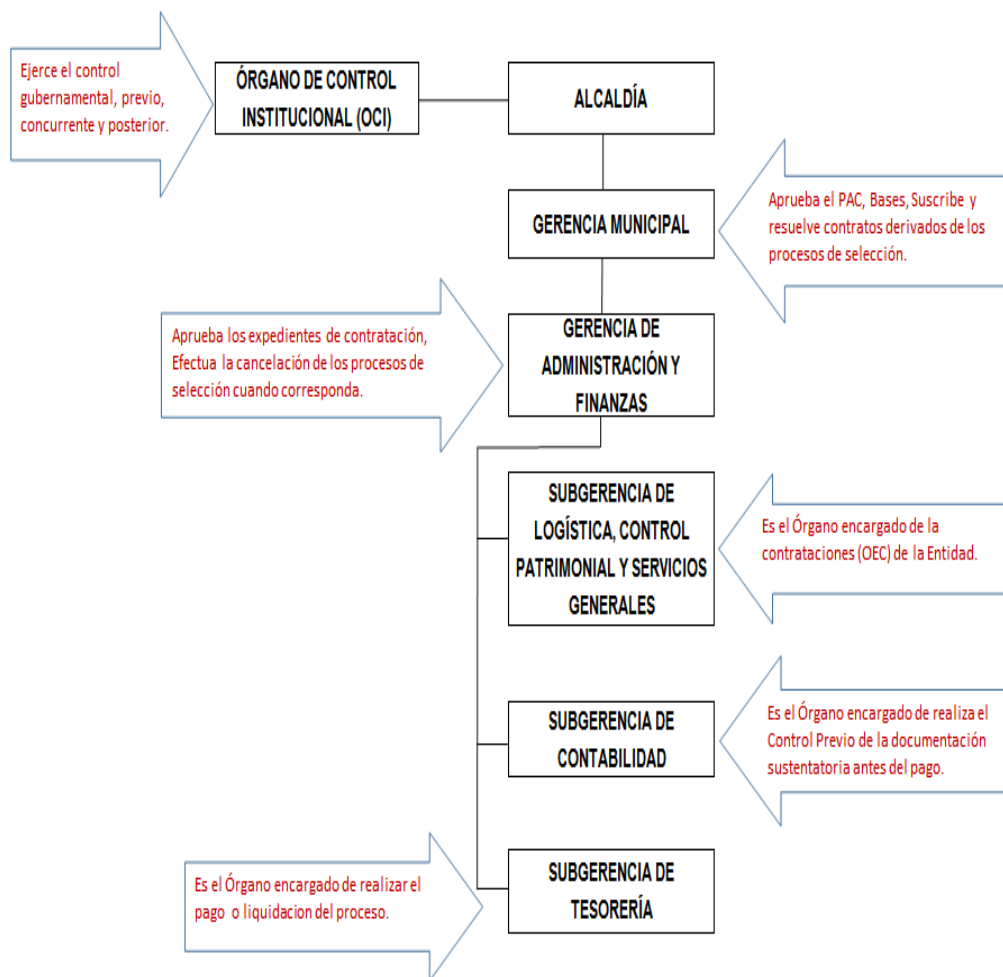 Ejerce el control
gubernamental, previo,
concurrente y posterior.
ÓRGANO DE CONTROL
INSTITUCIONAL (OCI)
ALCALDÍA
GERENCIA MUNICIPAL
Aprueba el PAC, Bases, Suscribe y
resuelve contratos derivados de los
procesos de selección.
Aprueba los expedientes de contratación,
Efectua la cancelación de los procesos de
selección cuando corresponda.
GERENCIA DE
ADMINISTRACIÓN Y
FINANZAS
SUBGERENCIA DE
LOGÍSTICA, CONTROL
PATRIMONIAL Y SERVICIOS
GENERALES
Es el Órgano encargado de la
contrataciones (OEC) de la Entidad.
SUBGERENCIA DE
CONTABILIDAD
Es el Órgano encargado de realiza el
Control Previo de la documentación
sustentatoria antes del pago.
Es el Órgano encargado de realizar el
pago o liquidacion del proceso.
SUBGERENCIA DE
TESORERÍA